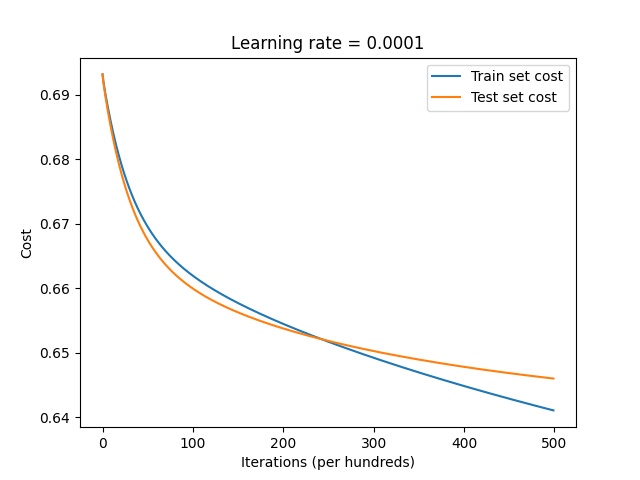 Learning rate = 0.0001
Train set cost
Test set cost
0.69
0.68
0.67
0.66
0.65
0.64
Cost
0 100 200 300 400 500
Iterations (per hundreds)